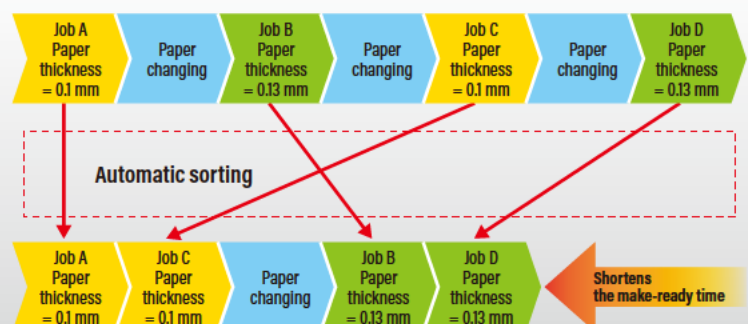 Job A
Paper
thickness
= 0.1 mm
Paper
changing
Job B
Paper
thickness
= 0.13 mm
Paper
changing
Job C
Paper
thickness
= 0.1 mm
Paper
changing
Job D
Paper
thickness
= 0.13 mm
Automatic sorting
Job A
Paper
thickness
= 0.1 mm
Job C
Paper
thickness
= 0.1 mm
Paper
changing
Job B
Paper
thickness
= 0.13 mm
Job D
Paper
thickness
= 0.13 mm
Shortens
the make-ready time